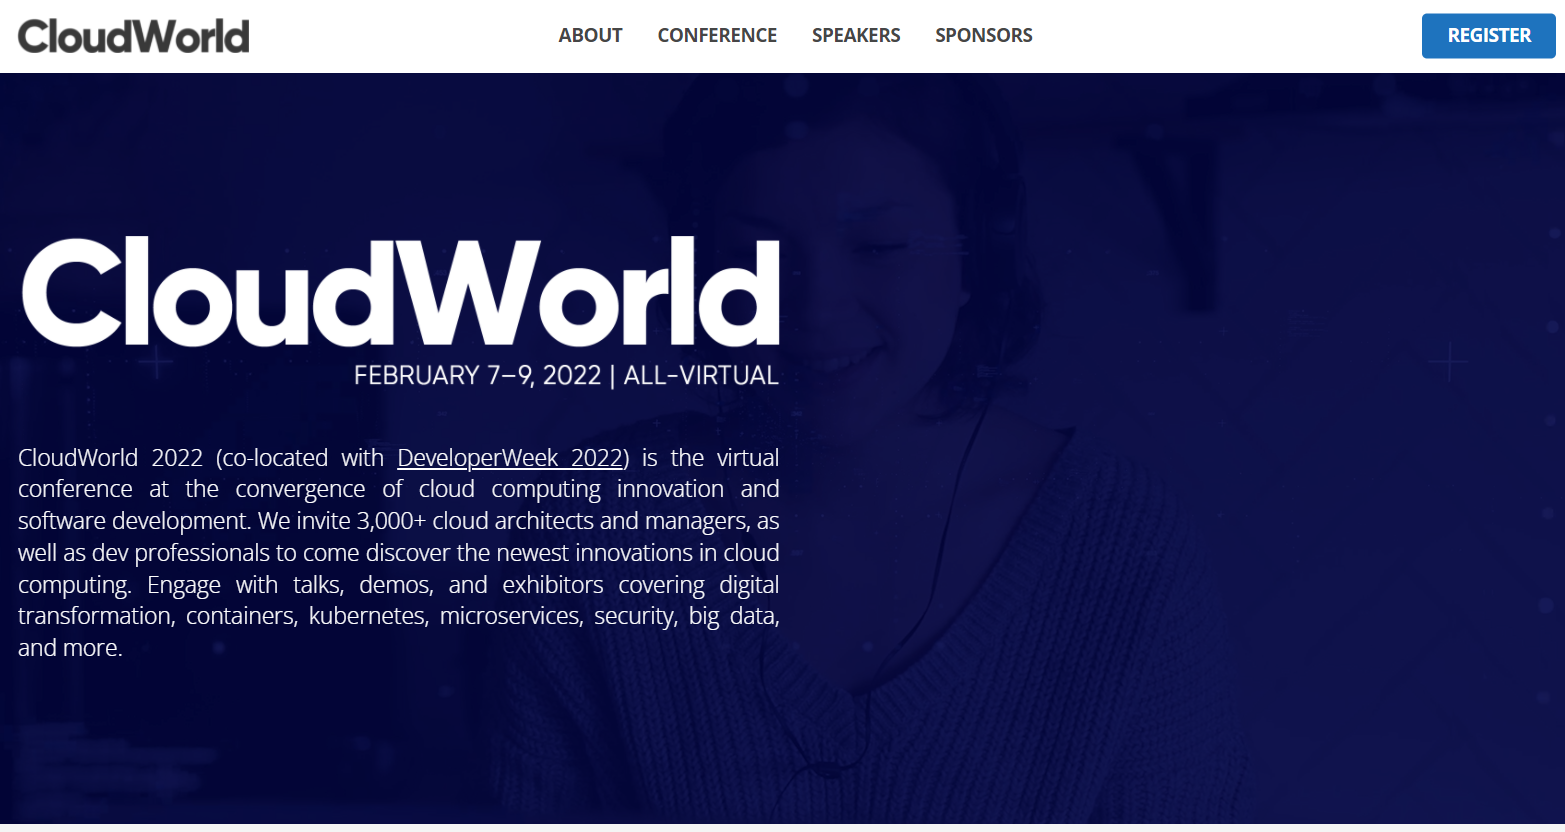 CloudWorld
ABOUT CONFERENCE SPEAKERS SPONSORS
REGISTER
CloudWorld
FEBRUARY 7–9, 2022 | ALL-VIRTUAL
CloudWorld 2022 (co-located with DeveloperWeek 2022) is the virtual
conference at the convergence of cloud computing innovation and
software development. We invite 3,000+ cloud architects and managers, as
well as dev professionals to come discover the newest innovations in cloud
computing. Engage with talks, demos, and exhibitors covering digital
transformation, containers, kubernetes, microservices, security, big data,
and more.